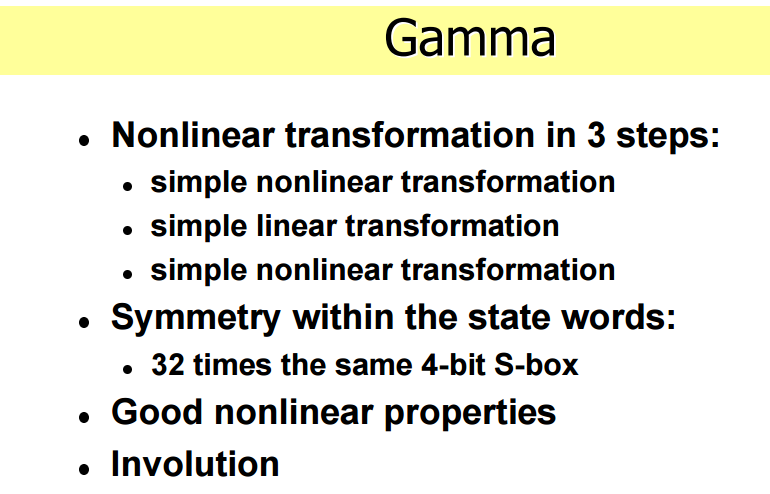 Gamma
• Nonlinear transformation in 3 steps:
• simple nonlinear transformation
• simple linear transformation
• simple nonlinear transformation
• Symmetry within the state words:
• 32 times the same 4-bit S-box
• Good nonlinear properties
• Involution